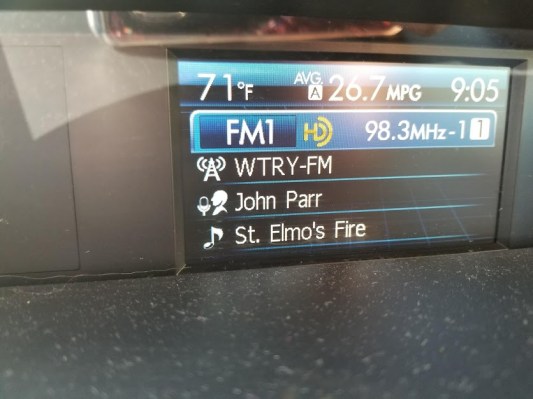 71°F AVG. A 26.7 MPG 9:05
FM1 HD 98.3MHz-1 1
WTRY-FM
John Parr
St. Elmo's Fire